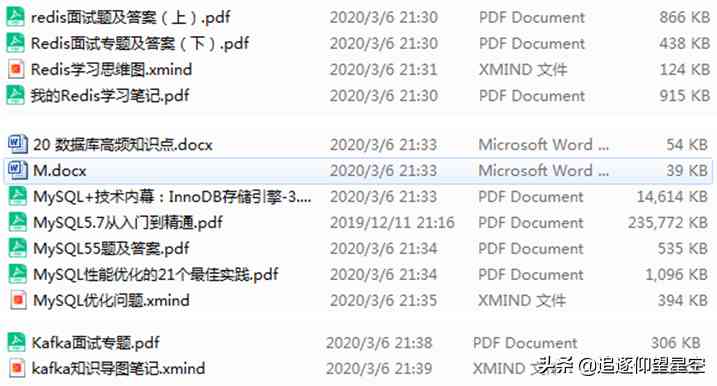 redis面试题及答案（上）.pdf 2020/3/6 21:30 PDF Document 866 KB
Redis面试专题及答案（下）.pdf 2020/3/6 21:30 PDF Document 438 KB
Redis学习思维图.xmind 2020/3/6 21:31 XMIND 文件 124 KB
我的Redis学习笔记.pdf 2020/3/6 21:30 PDF Document 915 KB
20 数据库高频知识点.docx 2020/3/6 21:33 Microsoft Word ... 54 KB
M.docx 2020/3/6 21:33 Microsoft Word ... 39 KB
MySQL+技术内幕：InnoDB存储引擎-3.... 2020/3/6 21:33 PDF Document 14,614 KB
MySQL5.7从入门到精通.pdf 2019/12/11 21:16 PDF Document 235,772 KB
MySQL55题及答案.pdf 2020/3/6 21:34 PDF Document 535 KB
MySQL性能优化的21个最佳实践.pdf 2020/3/6 21:34 PDF Document 1,096 KB
MySQL优化问题.xmind 2020/3/6 21:35 XMIND 文件 394 KB
Kafka面试专题.pdf 2020/3/6 21:38 PDF Document 306 KB
kafka知识导图笔记.xmind 2020/3/6 21:39 XMIND 文件
头条 @追逐仰望星空